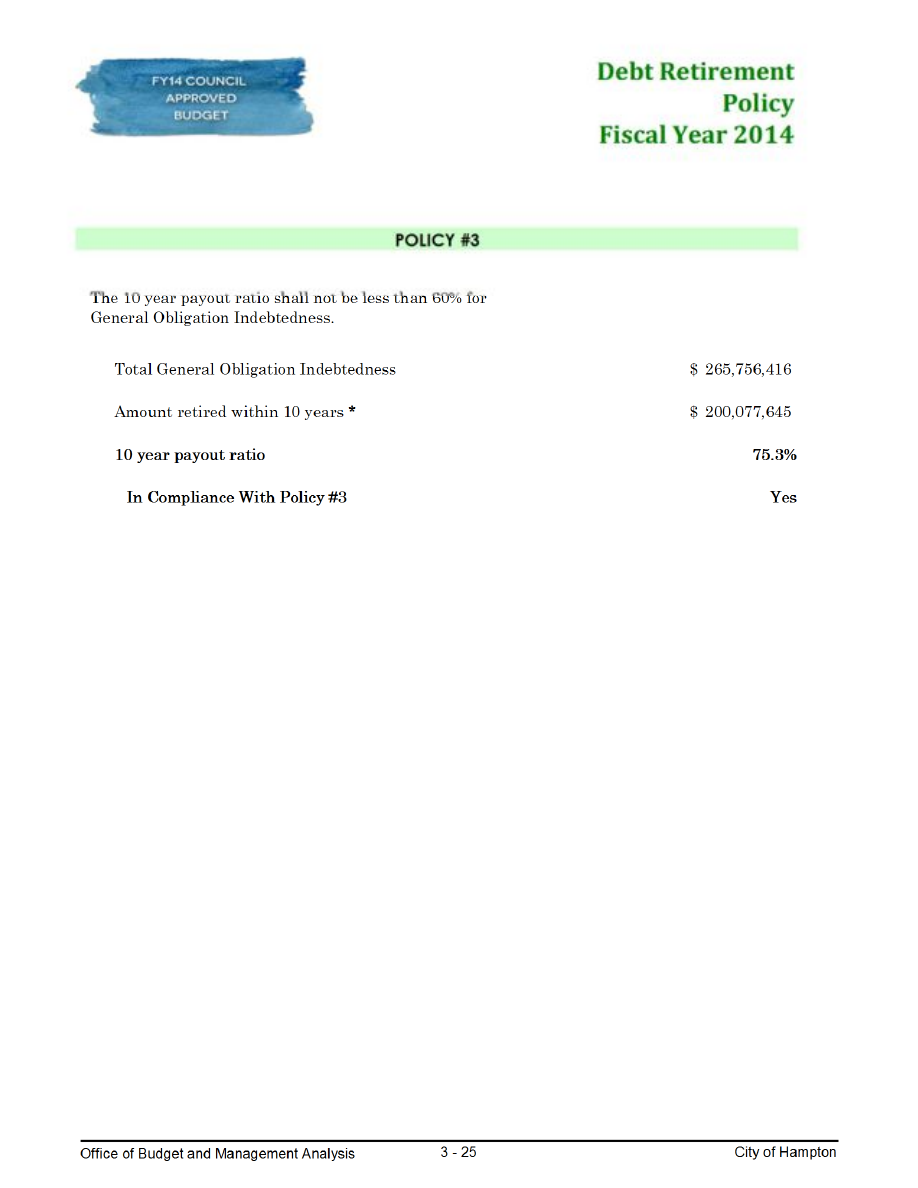 FY14 COUNCIL
APPROVED
BUDGET
Debt Retirement
Policy
Fiscal Year 2014
POLICY #3
The 10 year payout ratio shall not be less than 60% for
General Obligation Indebtedness.
Total General Obligation Indebtedness $ 265,756,416
Amount retired within 10 years * $ 200,077,645
10 year payout ratio 75.3%
In Compliance With Policy #3 Yes
Office of Budget and Management Analysis 3 - 25 City of Hampton